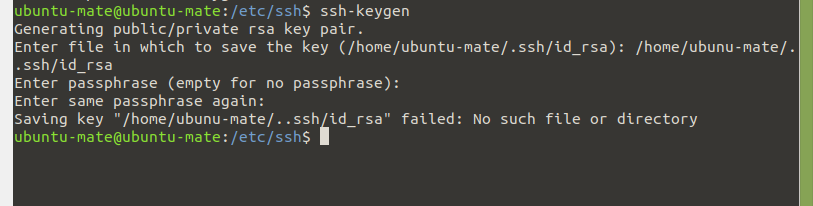 ubuntu-mate@ubuntu-mate:/etc/ssh$ ssh-keygen
Generating public/private rsa key pair.
Enter file in which to save the key (/home/ubuntu-mate/.ssh/id_rsa): /home/ubunu-mate/.
.ssh/id_rsa
Enter passphrase (empty for no passphrase):
Enter same passphrase again:
Saving key "/home/ubunu-mate/..ssh/id_rsa" failed: No such file or directory
ubuntu-mate@ubuntu-mate:/etc/ssh$